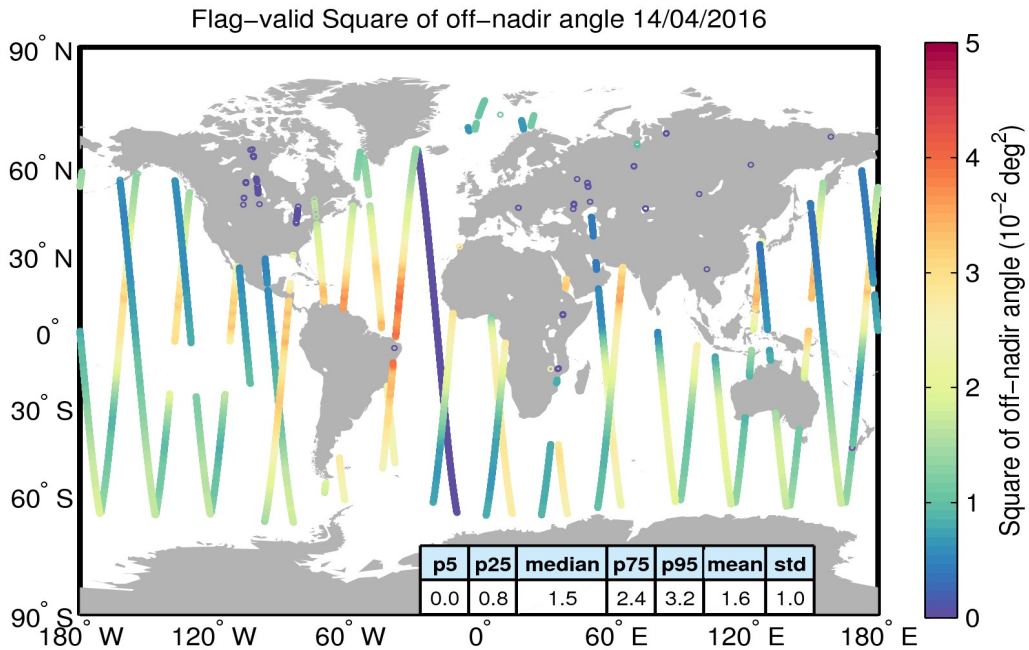 Flag−valid Square of off−nadir angle 14/04/2016
90° N
60° N
30° N
0°
30° S
60° S
90° S
180° W
120° W
60° W
0°
60° E
120° E
180° E
p5 p25 median p75 p95 mean std
0.0 0.8 1.5 2.4 3.2 1.6 1.0
5
4
3
2
1
0
Square of off−nadir angle (10⁻² deg²)